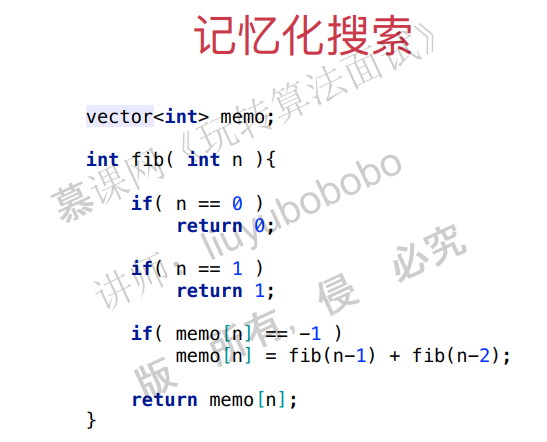 记忆化搜索
vector<int> memo;
int fib( int n ){
if( n == 0 )
return 0;
if( n == 1 )
return 1;
if( memo[n] == -1 )
memo[n] = fib(n-1) + fib(n-2);
return memo[n];
}
慕课网《玩转算法面试》
讲师：liuyubobobo
版 所有，侵 必究